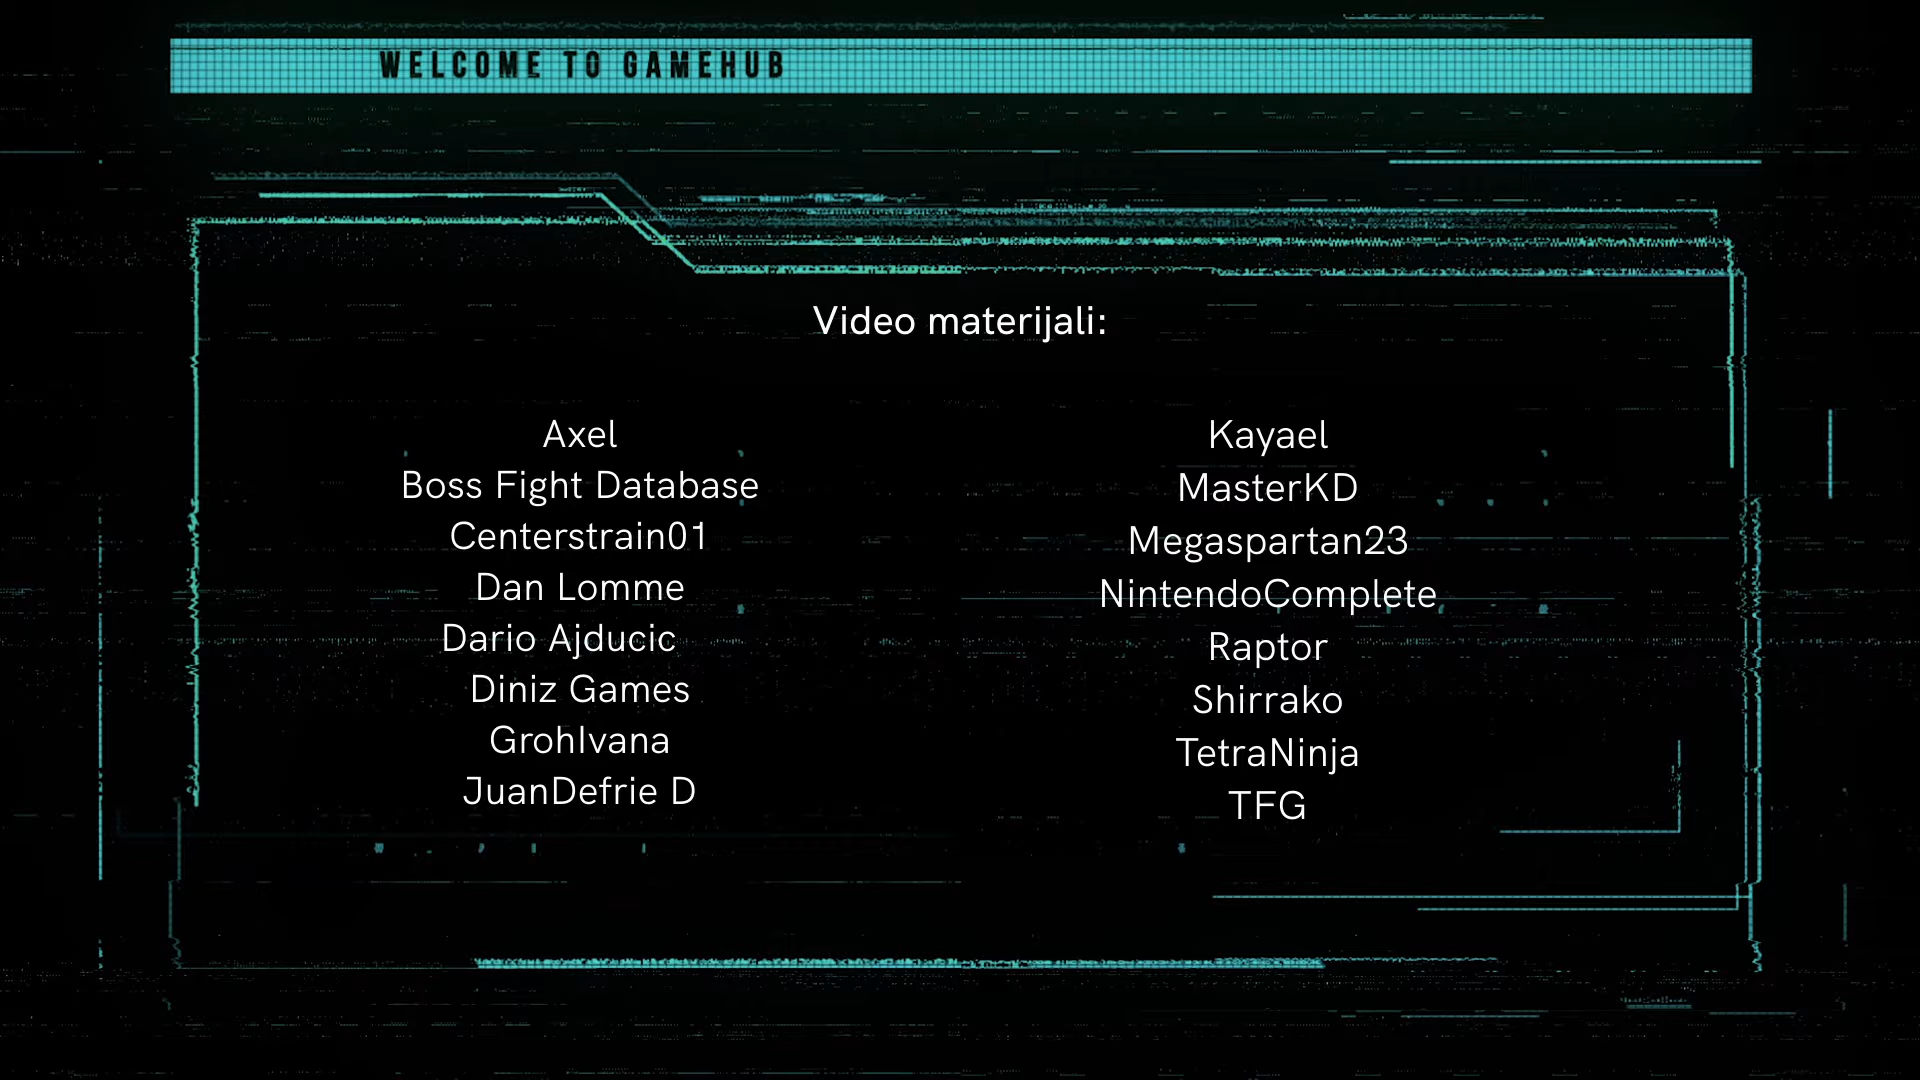 WELCOME TO GAMEHUB
Video materijali:
Axel
Boss Fight Database
Centerstrain01
Dan Lomme
Dario Ajducic
Diniz Games
GrohIvana
JuanDefrie D
Kayael
MasterKD
Megaspartan23
NintendoComplete
Raptor
Shirrako
TetraNinja
TFG